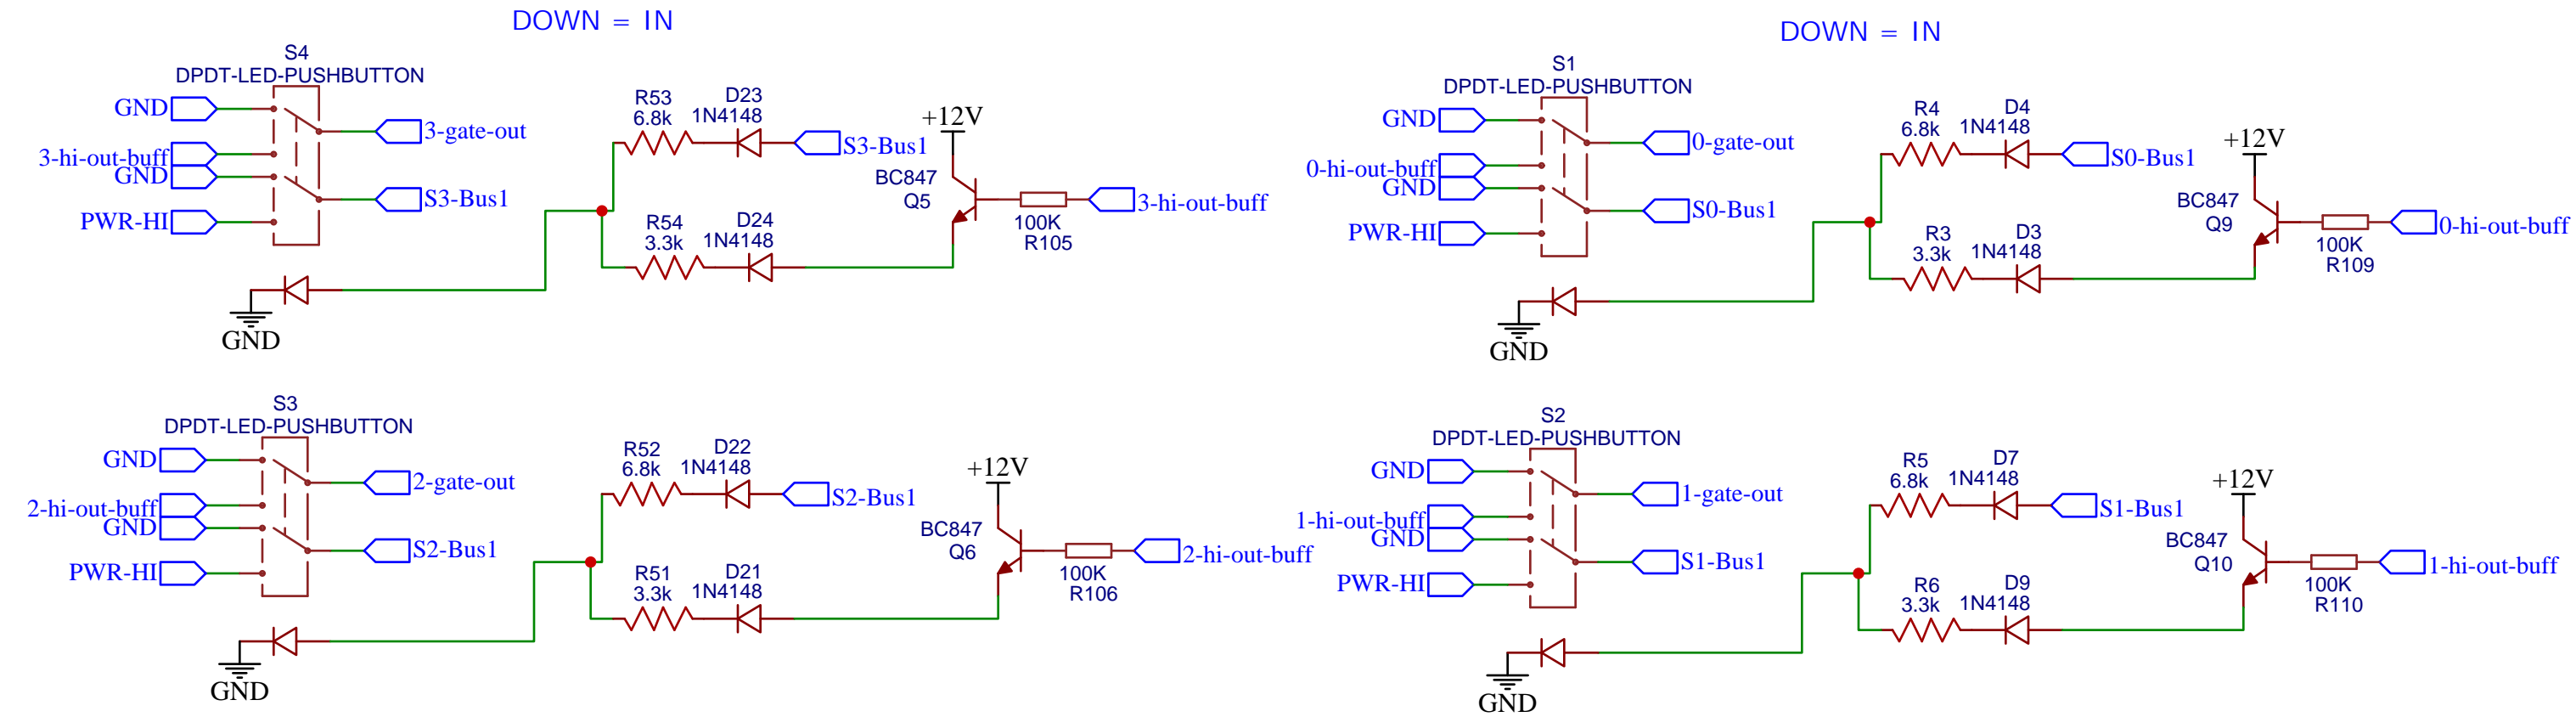 DOWN = IN
S4
DPDT-LED-PUSHBUTTON
GND
3-hi-out-buff
GND
PWR-HI
3-gate-out
S3-Bus1
GND
R53
6.8k
D23
1N4148
S3-Bus1
R54
3.3k
D24
1N4148
+12V
BC847
Q5
100K
R105
3-hi-out-buff
DOWN = IN
S1
DPDT-LED-PUSHBUTTON
GND
0-hi-out-buff
GND
PWR-HI
0-gate-out
S0-Bus1
GND
R4
6.8k
D4
1N4148
S0-Bus1
R3
3.3k
D3
1N4148
+12V
BC847
Q9
100K
R109
0-hi-out-buff
S3
DPDT-LED-PUSHBUTTON
GND
2-hi-out-buff
GND
PWR-HI
2-gate-out
S2-Bus1
GND
R52
6.8k
D22
1N4148
S2-Bus1
R51
3.3k
D21
1N4148
+12V
BC847
Q6
100K
R106
2-hi-out-buff
S2
DPDT-LED-PUSHBUTTON
GND
1-hi-out-buff
GND
PWR-HI
1-gate-out
S1-Bus1
GND
R5
6.8k
D7
1N4148
S1-Bus1
R6
3.3k
D9
1N4148
+12V
BC847
Q10
100K
R110
1-hi-out-buff